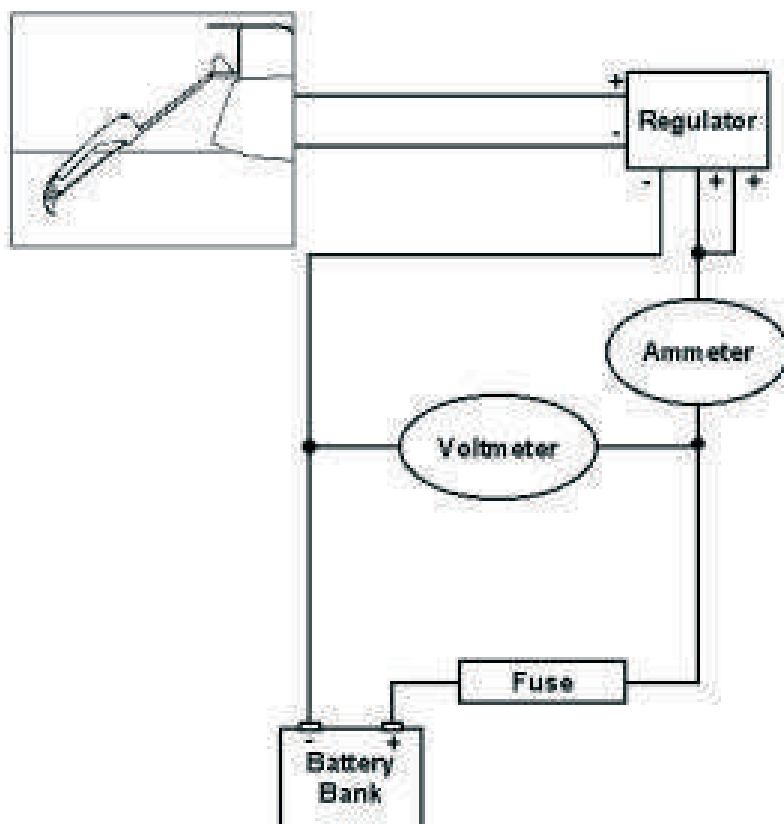 +
Regulator
-
- + +
Ammeter
Voltmeter
Fuse
- +
Battery
Bank